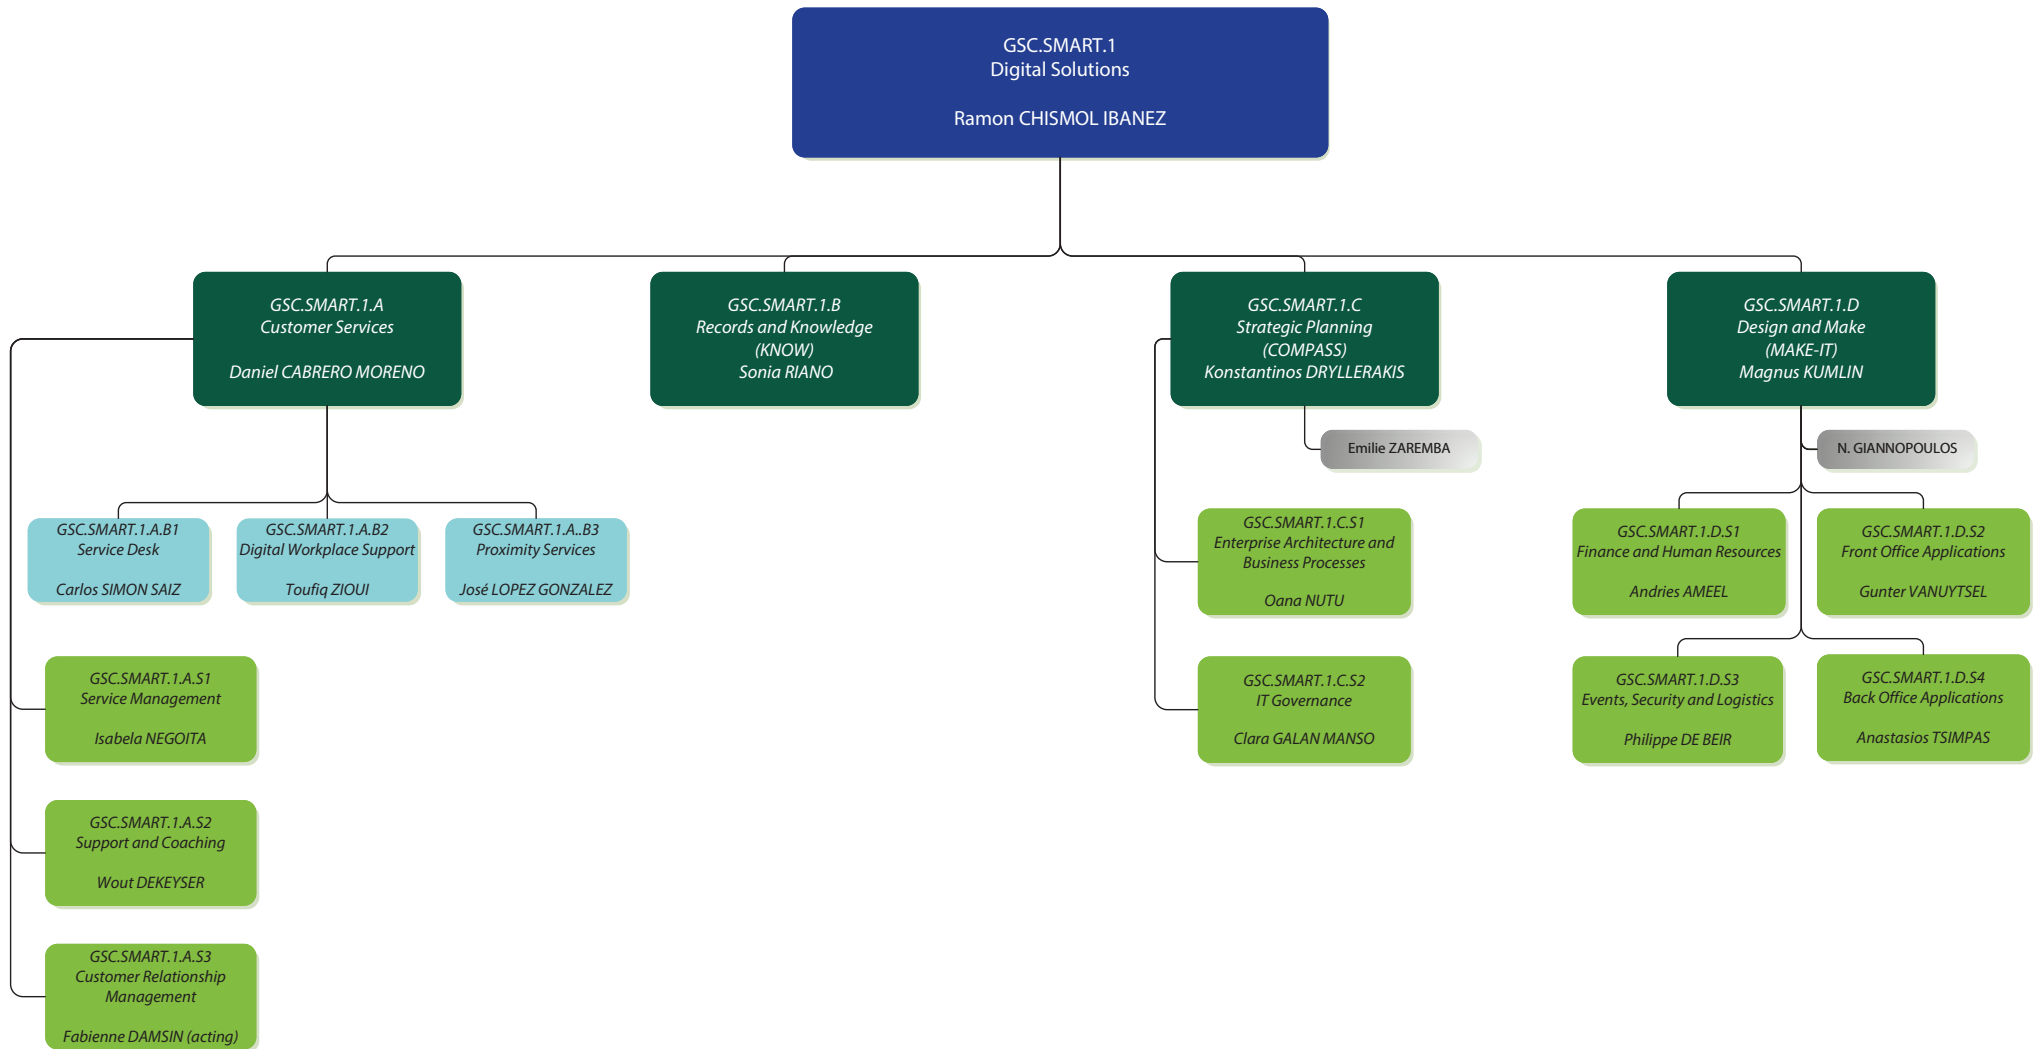 GSC.SMART.1
Digital Solutions
Ramon CHISMOL IBANEZ
GSC.SMART.1.A
Customer Services
Daniel CABRERO MORENO
GSC.SMART.1.B
Records and Knowledge
(KNOW)
Sonia RIANO
GSC.SMART.1.C
Strategic Planning
(COMPASS)
Konstantinos DRYLLERAKIS
GSC.SMART.1.D
Design and Make
(MAKE-IT)
Magnus KUMLIN
Emilie ZAREMBA
N. GIANNOPOULOS
GSC.SMART.1.A.B1
Service Desk
Carlos SIMON SAIZ
GSC.SMART.1.A.B2
Digital Workplace Support
Toufiq ZIOUI
GSC.SMART.1.A..B3
Proximity Services
José LOPEZ GONZALEZ
GSC.SMART.1.C.S1
Enterprise Architecture and
Business Processes
Oana NUTU
GSC.SMART.1.D.S1
Finance and Human Resources
Andries AMEEL
GSC.SMART.1.D.S2
Front Office Applications
Gunter VANUYTSEL
GSC.SMART.1.A.S1
Service Management
Isabela NEGOITA
GSC.SMART.1.C.S2
IT Governance
Clara GALAN MANSO
GSC.SMART.1.D.S3
Events, Security and Logistics
Philippe DE BEIR
GSC.SMART.1.D.S4
Back Office Applications
Anastasios TSIMPAS
GSC.SMART.1.A.S2
Support and Coaching
Wout DEKEYSER
GSC.SMART.1.A.S3
Customer Relationship
Management
Fabienne DAMSIN (acting)